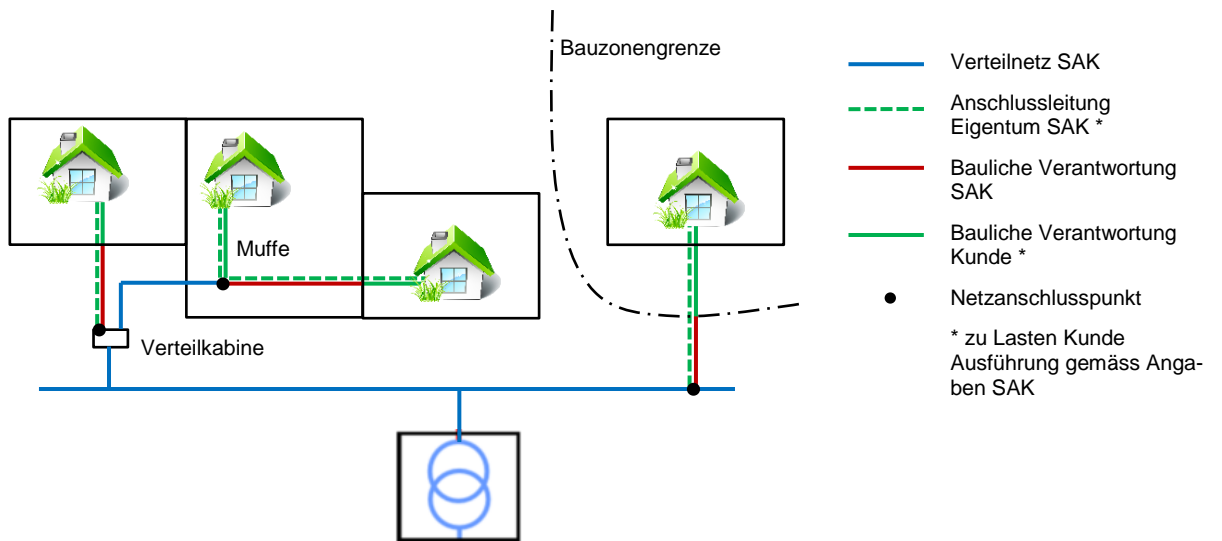 Bauzonengrenze
Muffe
Verteilkabine
Verteilnetz SAK
Anschlussleitung
Eigentum SAK *
Bauliche Verantwortung
SAK
Bauliche Verantwortung
Kunde *
Netzanschlusspunkt
* zu Lasten Kunde
Ausführung gemäss Anga-
ben SAK